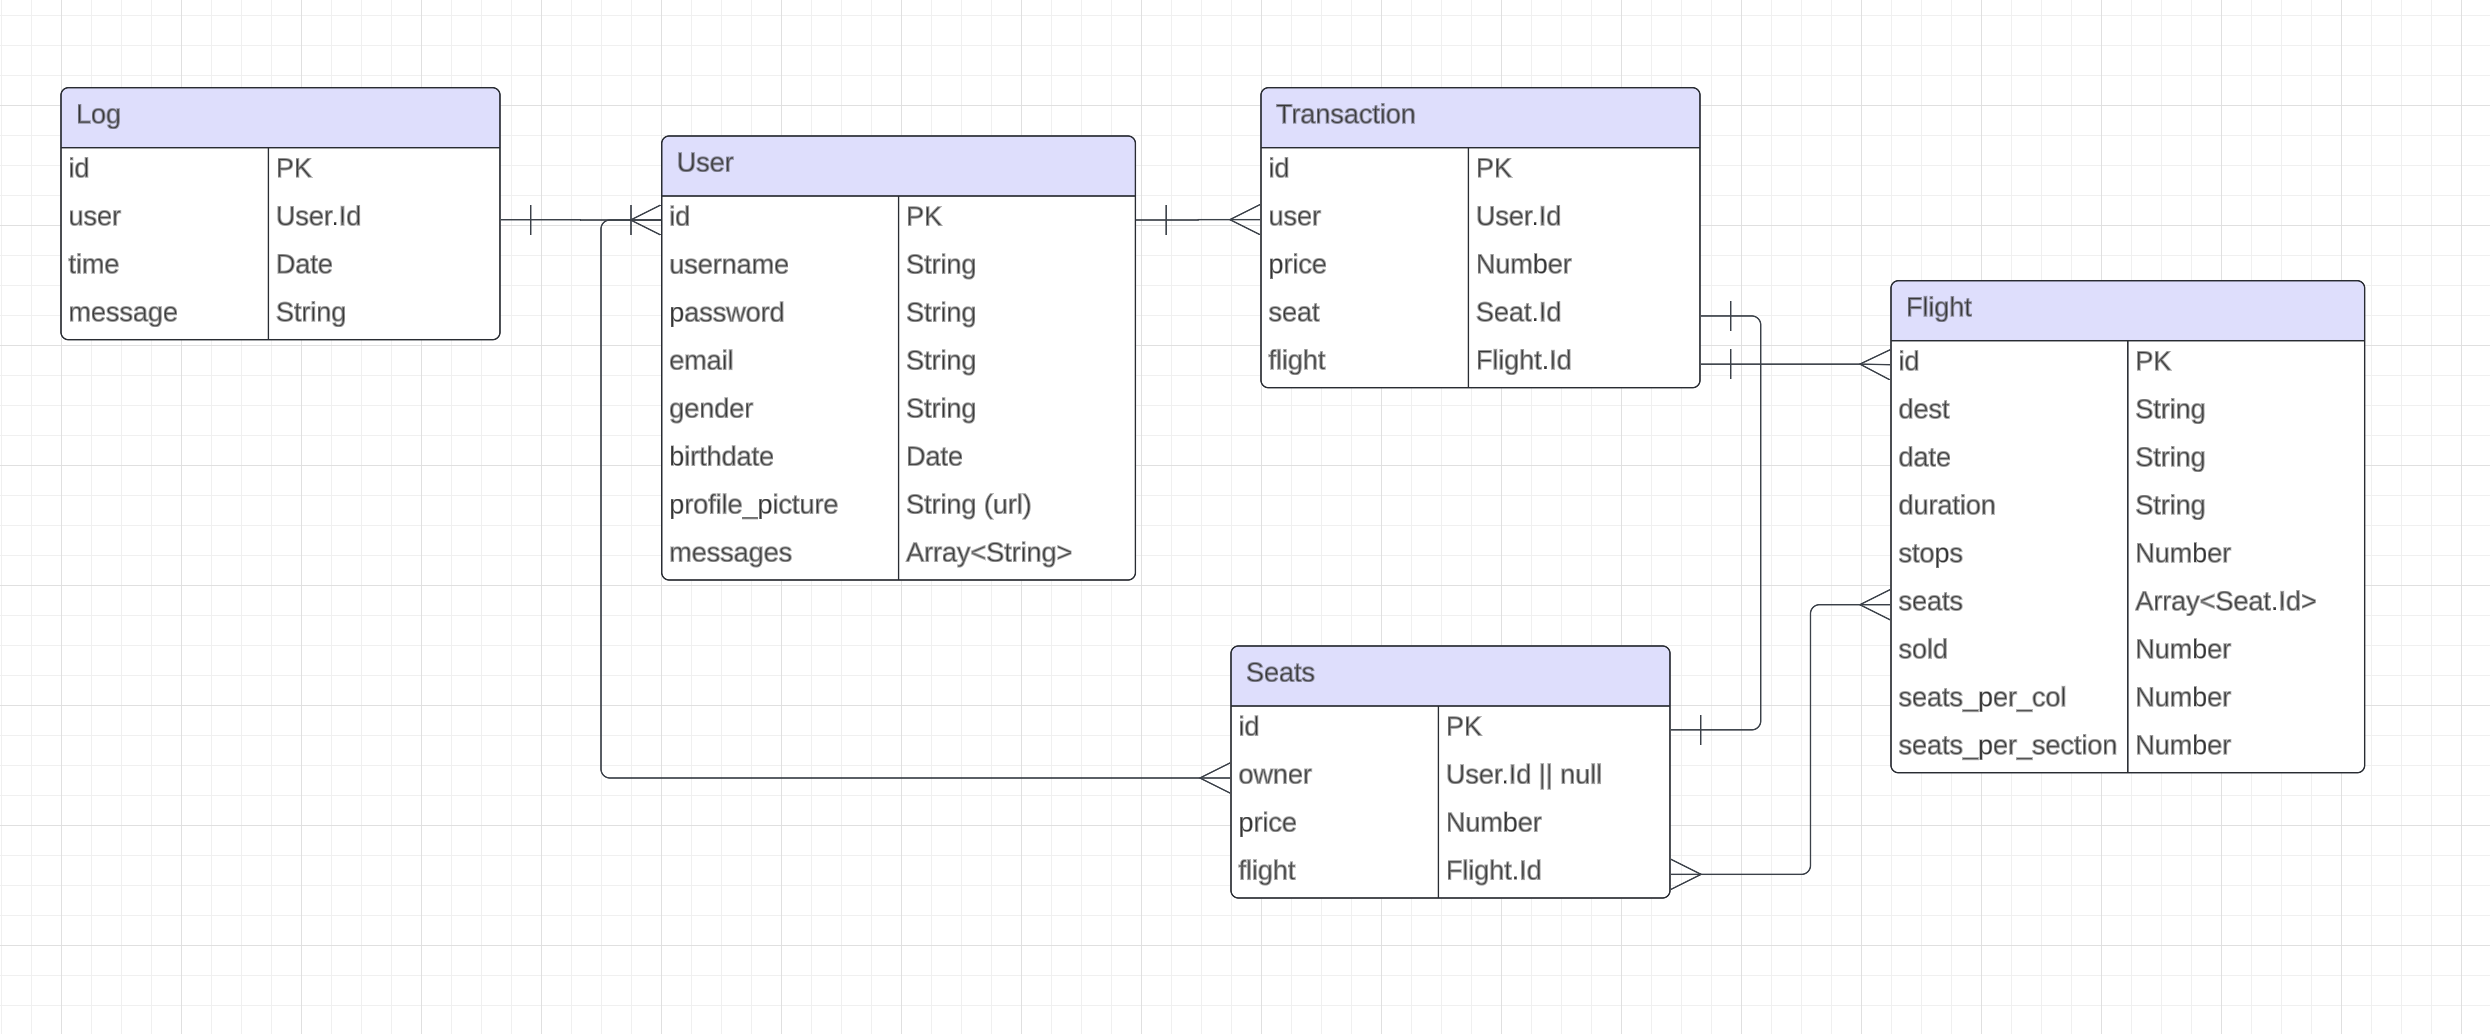 Log
id PK
user User.Id
time Date
message String
User
id PK
username String
password String
email String
gender String
birthdate Date
profile_picture String (url)
messages Array<String>
Transaction
id PK
user User.Id
price Number
seat Seat.Id
flight Flight.Id
Flight
id PK
dest String
date String
duration String
stops Number
seats Array<Seat.Id>
sold Number
seats_per_col Number
seats_per_section Number
Seats
id PK
owner User.Id || null
price Number
flight Flight.Id